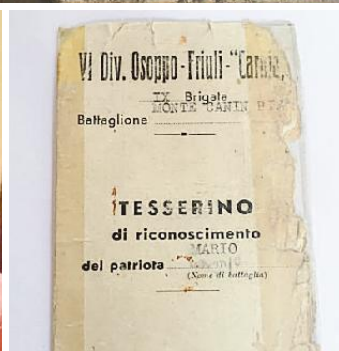 VI Div. Osoppo-Friuli-"Carnia,
IX Brigata
Battaglione MONTE CANIN
TESSERINO
di riconoscimento
MARIO
del patriota
(Nome di battaglia)